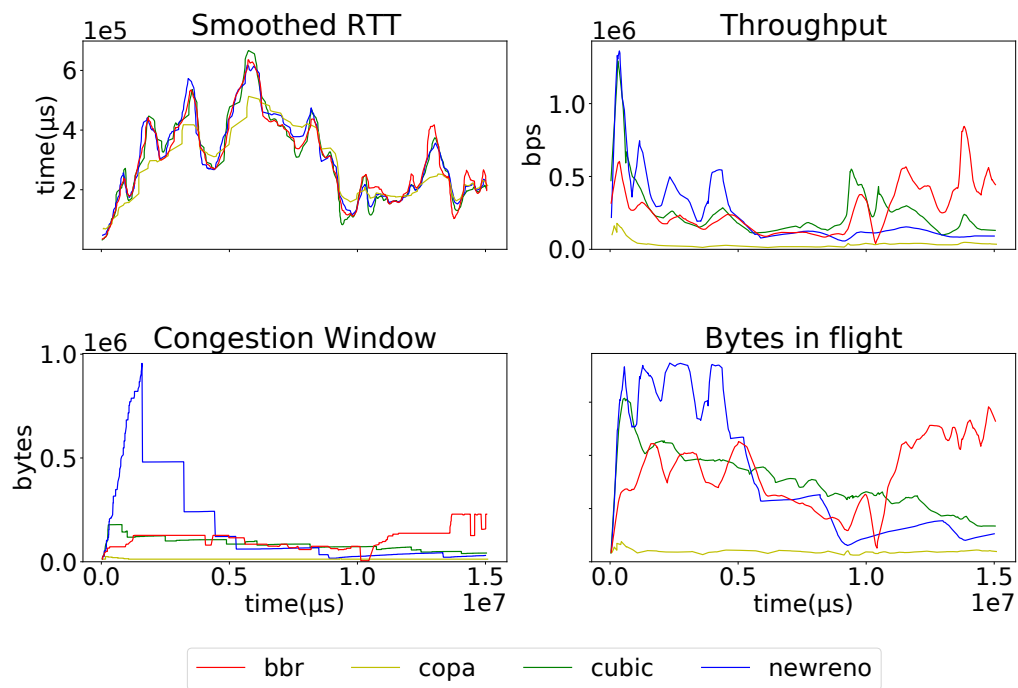 Smoothed RTT
1e5
time(µs)
6
4
2
Throughput
1e6
bps
1.0
0.5
0.0
Congestion Window
1e6
bytes
1.0
0.5
0.0
0.0 0.5 1.0 1.5
time(µs)
1e7
Bytes in flight
0.0 0.5 1.0 1.5
time(µs)
1e7
bbr copa cubic newreno